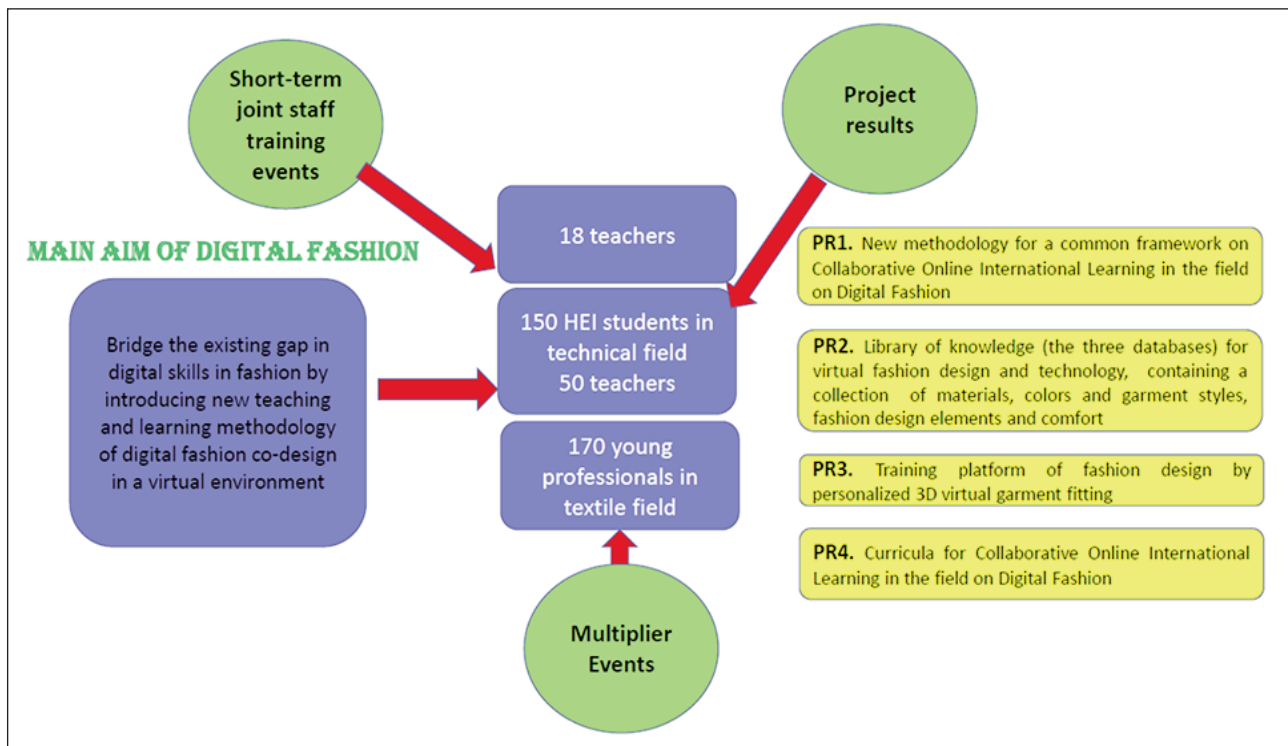 Short-term
joint staff
training
events
Project
results
18 teachers
MAIN AIM OF DIGITAL FASHION
Bridge the existing gap in
digital skills in fashion by
introducing new teaching
and learning methodology
of digital fashion co-design
in a virtual environment
150 HEI students in
technical field
50 teachers
170 young
professionals in
textile field
PR1. New methodology for a common framework on
Collaborative Online International Learning in the field
on Digital Fashion
PR2. Library of knowledge (the three databases) for
virtual fashion design and technology, containing a
collection of materials, colors and garment styles,
fashion design elements and comfort
PR3. Training platform of fashion design by
personalized 3D virtual garment fitting
PR4. Curricula for Collaborative Online International
Learning in the field on Digital Fashion
Multiplier
Events